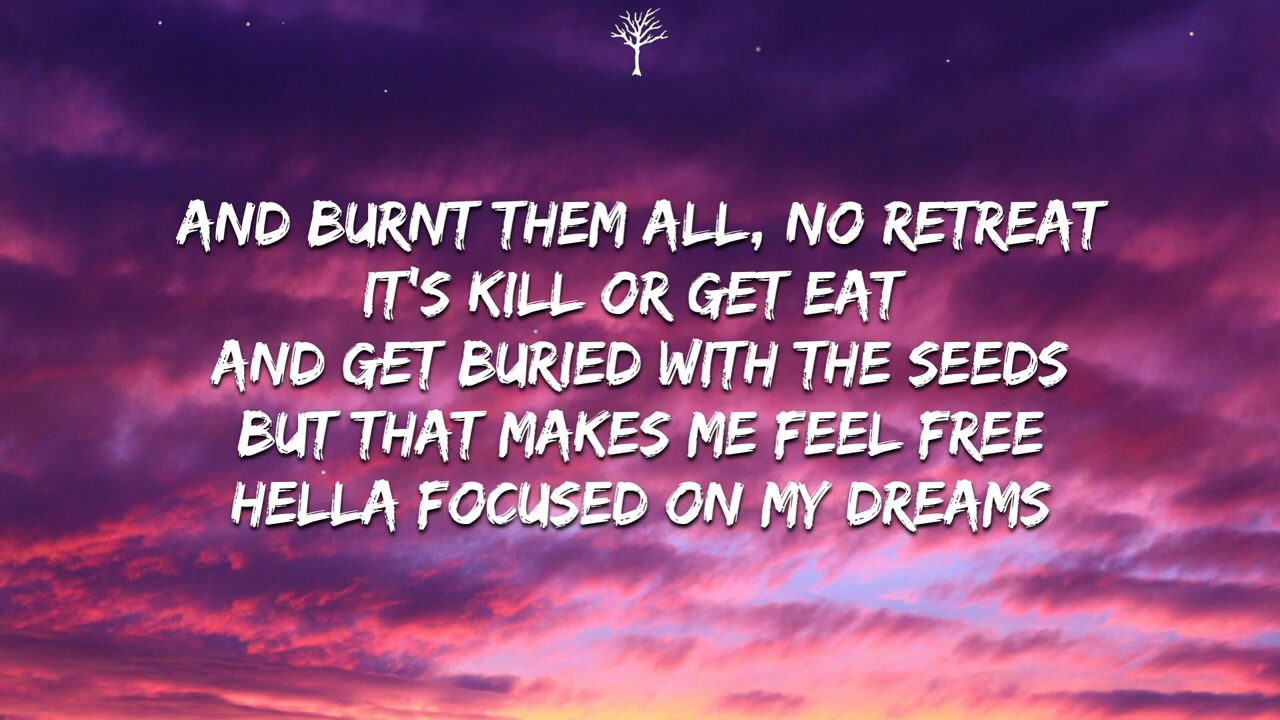 AND BURNT THEM ALL, NO RETREAT
IT'S KILL OR GET EAT
AND GET BURIED WITH THE SEEDS
BUT THAT MAKES ME FEEL FREE
HELLA FOCUSED ON MY DREAMS